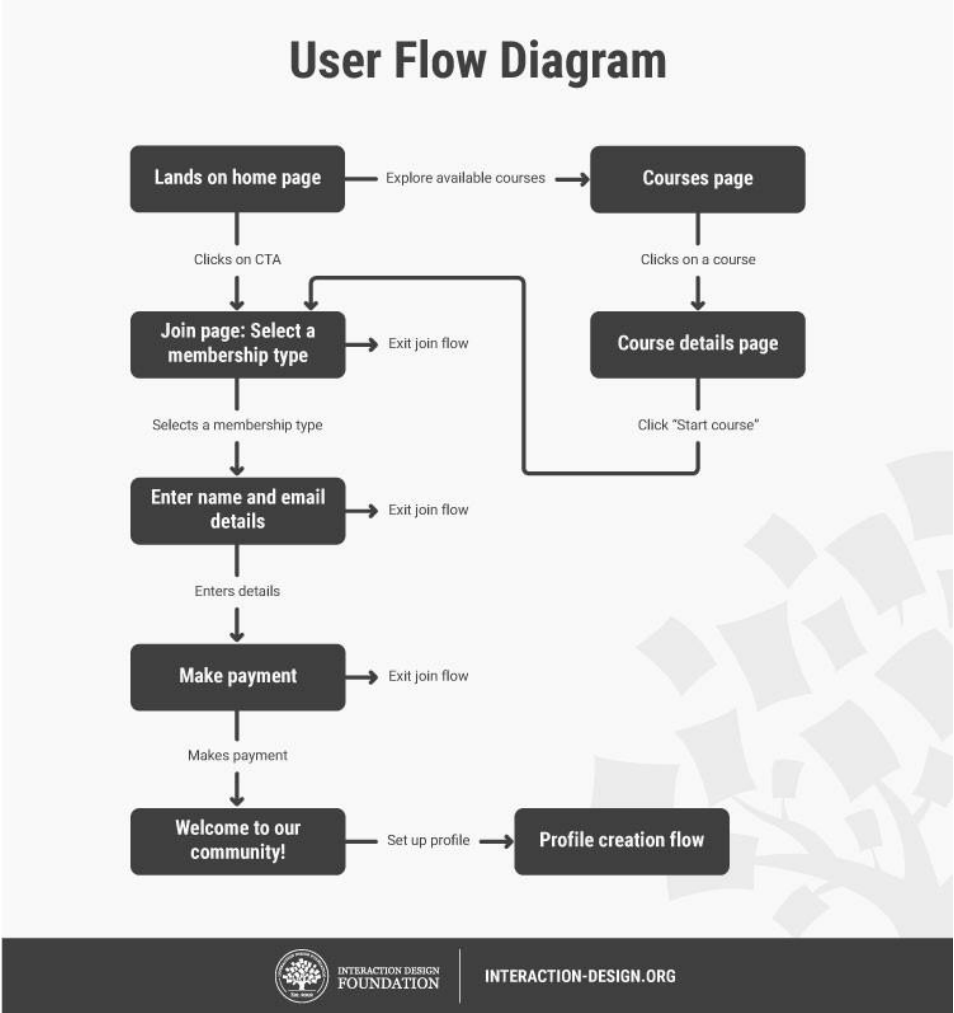 User Flow Diagram
Lands on home page
Explore available courses
Courses page
Clicks on CTA
Clicks on a course
Join page: Select a
membership type
Exit join flow
Course details page
Selects a membership type
Click “Start course”
Enter name and email
details
Exit join flow
Enters details
Make payment
Exit join flow
Makes payment
Welcome to our
community!
Set up profile
Profile creation flow
INTERACTION DESIGN
FOUNDATION
INTERACTION-DESIGN.ORG